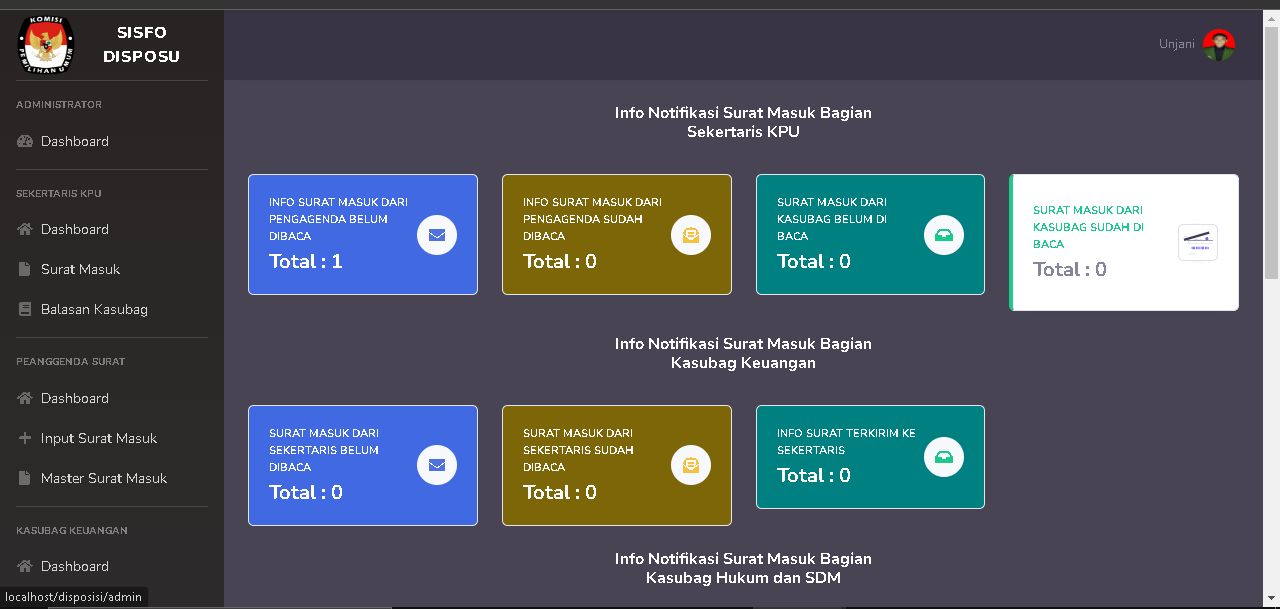 KOMISI
PEMILIHAN UMUM
SISFO
DISPOSU
Unjani
ADMINISTRATOR
Dashboard
SEKERTARIS KPU
Dashboard
Surat Masuk
Balasan Kasubag
PEANGGENDA SURAT
Dashboard
Input Surat Masuk
Master Surat Masuk
KASUBAG KEUANGAN
Dashboard
localhost/disposisi/admin
Info Notifikasi Surat Masuk Bagian
Sekertaris KPU
INFO SURAT MASUK DARI
PENGAGENDA BELUM
DIBACA
Total : 1
INFO SURAT MASUK DARI
PENGAGENDA SUDAH
DIBACA
Total : 0
SURAT MASUK DARI
KASUBAG BELUM DI
BACA
Total : 0
SURAT MASUK DARI
KASUBAG SUDAH DI
BACA
Total : 0
Info Notifikasi Surat Masuk Bagian
Kasubag Keuangan
SURAT MASUK DARI
SEKERTARIS BELUM
DIBACA
Total : 0
SURAT MASUK DARI
SEKERTARIS SUDAH
DIBACA
Total : 0
INFO SURAT TERKIRIM KE
SEKERTARIS
Total : 0
Info Notifikasi Surat Masuk Bagian
Kasubag Hukum dan SDM